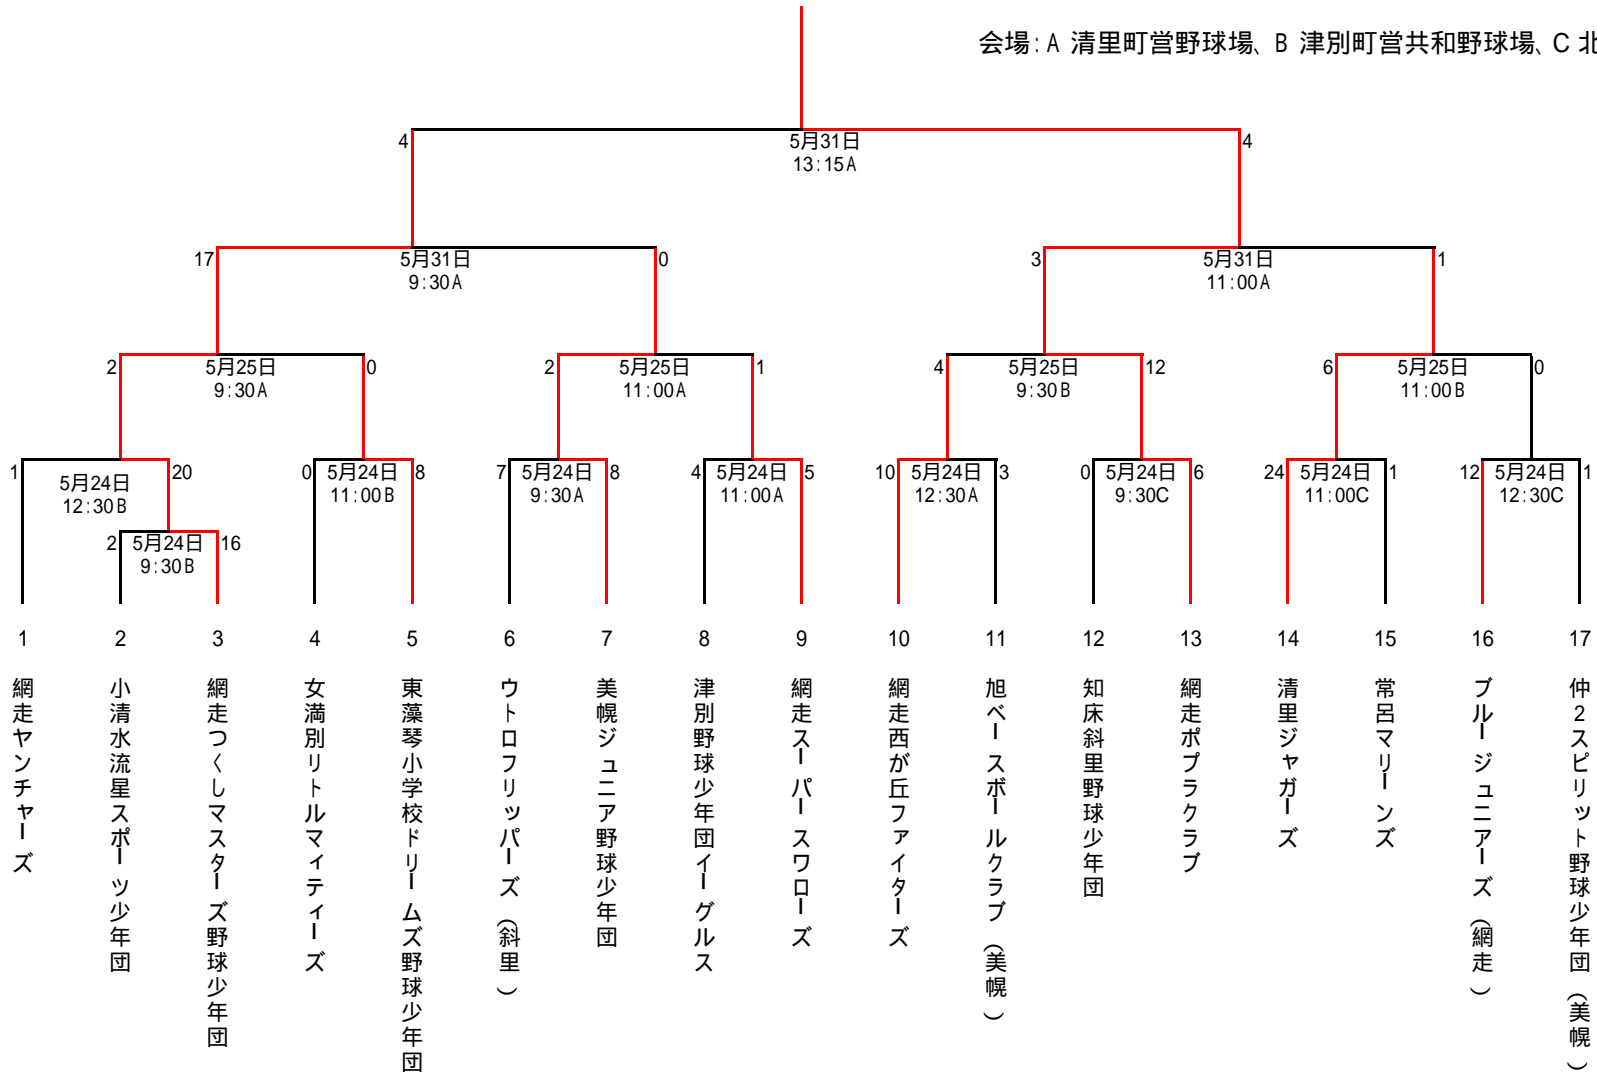 会場:A 清里町営野球場、B 津別町営共和野球場、C 北
4
5月31日
13:15A
4
17
5月31日
9:30A
0
3
5月31日
11:00A
1
2
5月25日
9:30A
0
2
5月25日
11:00A
1
4
5月25日
9:30B
12
6
5月25日
11:00B
0
1
5月24日
12:30B
20
0
5月24日
11:00B
8
7
5月24日
9:30A
8
4
5月24日
11:00A
5
10
5月24日
12:30A
3
0
5月24日
9:30C
6
24
5月24日
11:00C
1
12
5月24日
12:30C
1
2
5月24日
9:30B
16
1
網走ヤンチャーズ
2
小清水流星スポーツ少年団
3
網走つくしマスターズ野球少年団
4
女満別リトルマイティーズ
5
東藻琴小学校ドリームズ野球少年団
6
ウトロフリッパーズ(斜里)
7
美幌ジュニア野球少年団
8
津別野球少年団イーグルス
9
網走スーパースワローズ
10
網走西が丘ファイターズ
11
旭ベースボールクラブ(美幌)
12
知床斜里野球少年団
13
網走ポプラクラブ
14
清里ジャガーズ
15
常呂マリーンズ
16
ブルージュニアーズ(網走)
17
仲2スピリット野球少年団(美幌)